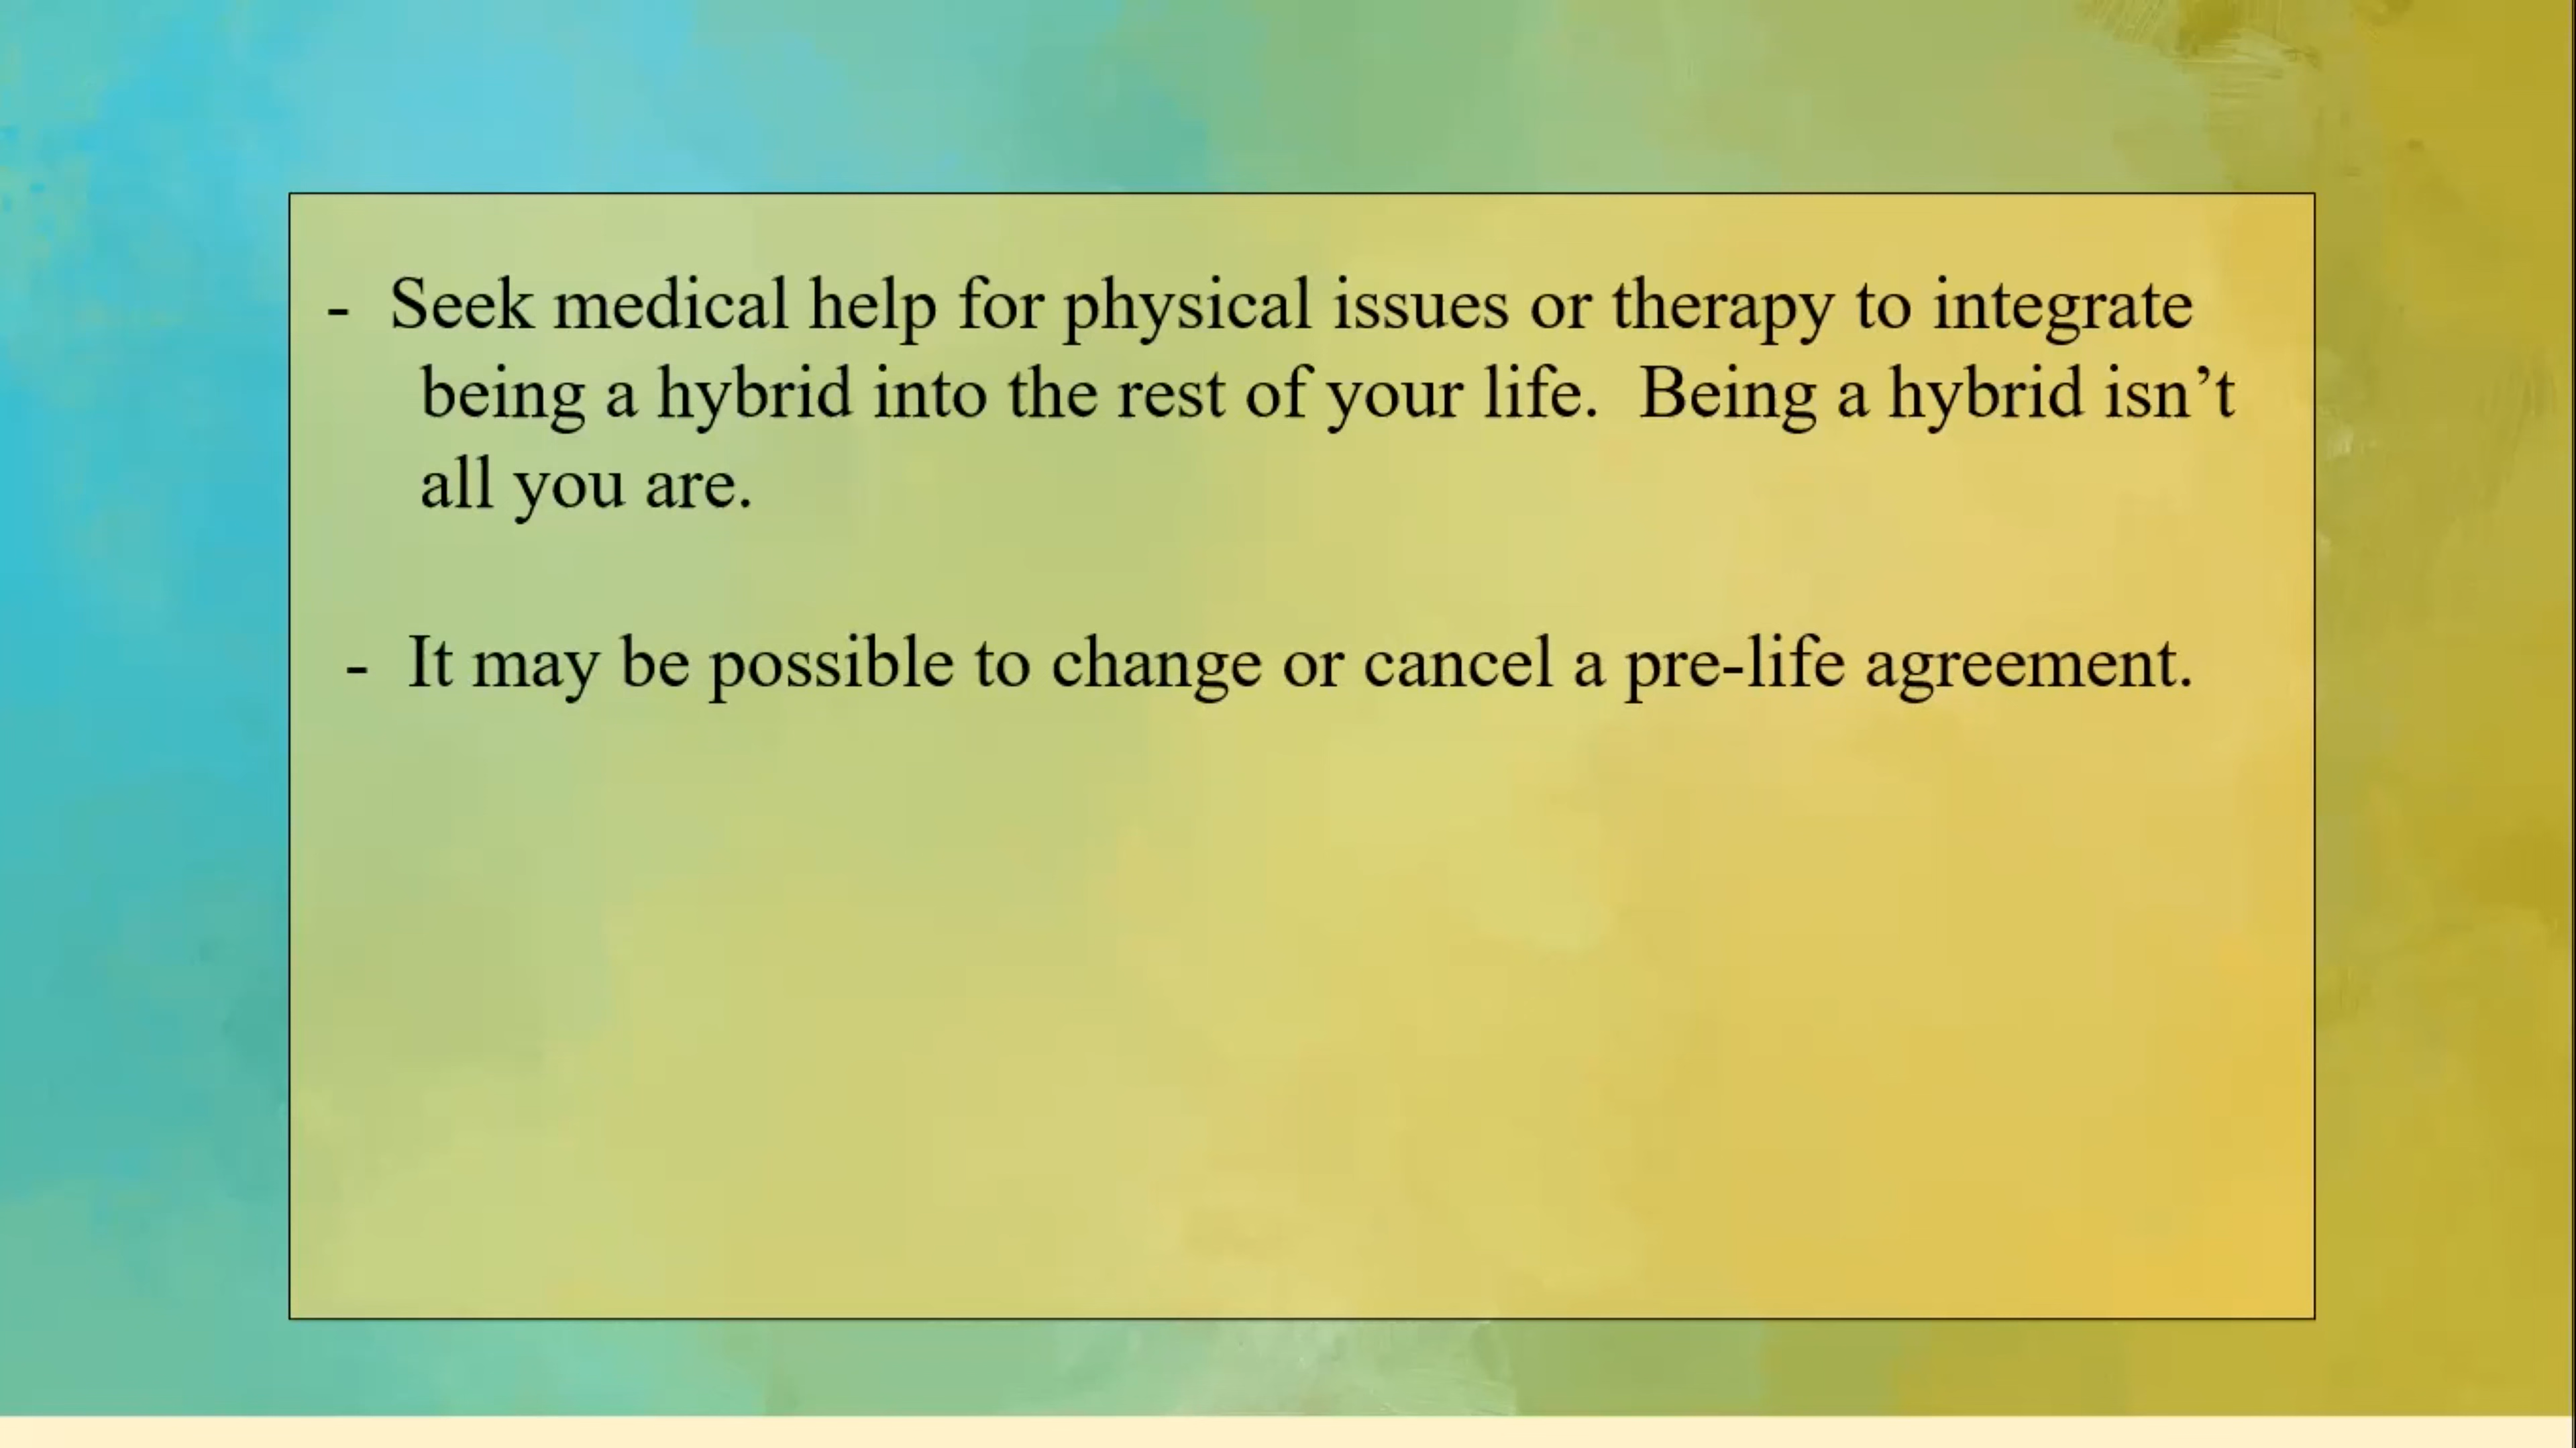 - Seek medical help for physical issues or therapy to integrate
being a hybrid into the rest of your life.  Being a hybrid isn’t
all you are.
- It may be possible to change or cancel a pre-life agreement.